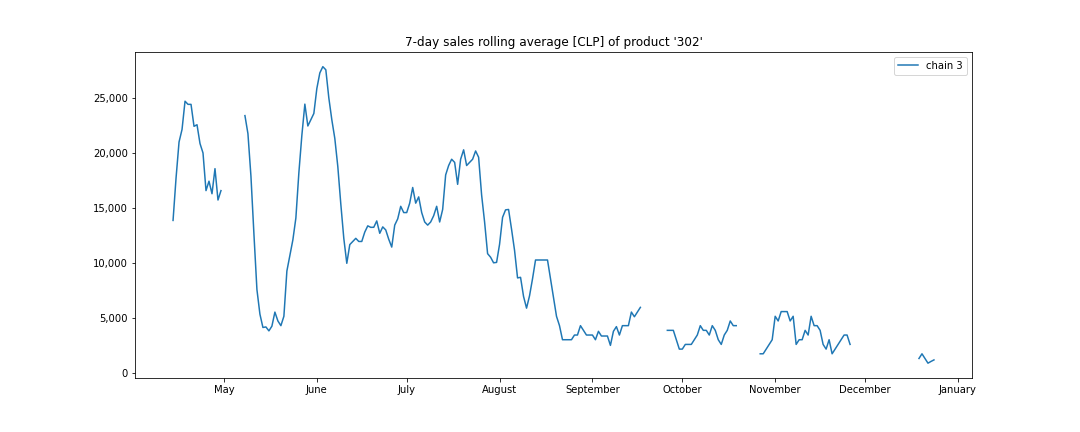 7-day sales rolling average [CLP] of product '302'
chain 3
25,000
20,000
15,000
10,000
5,000
0
May June July August September October November December January